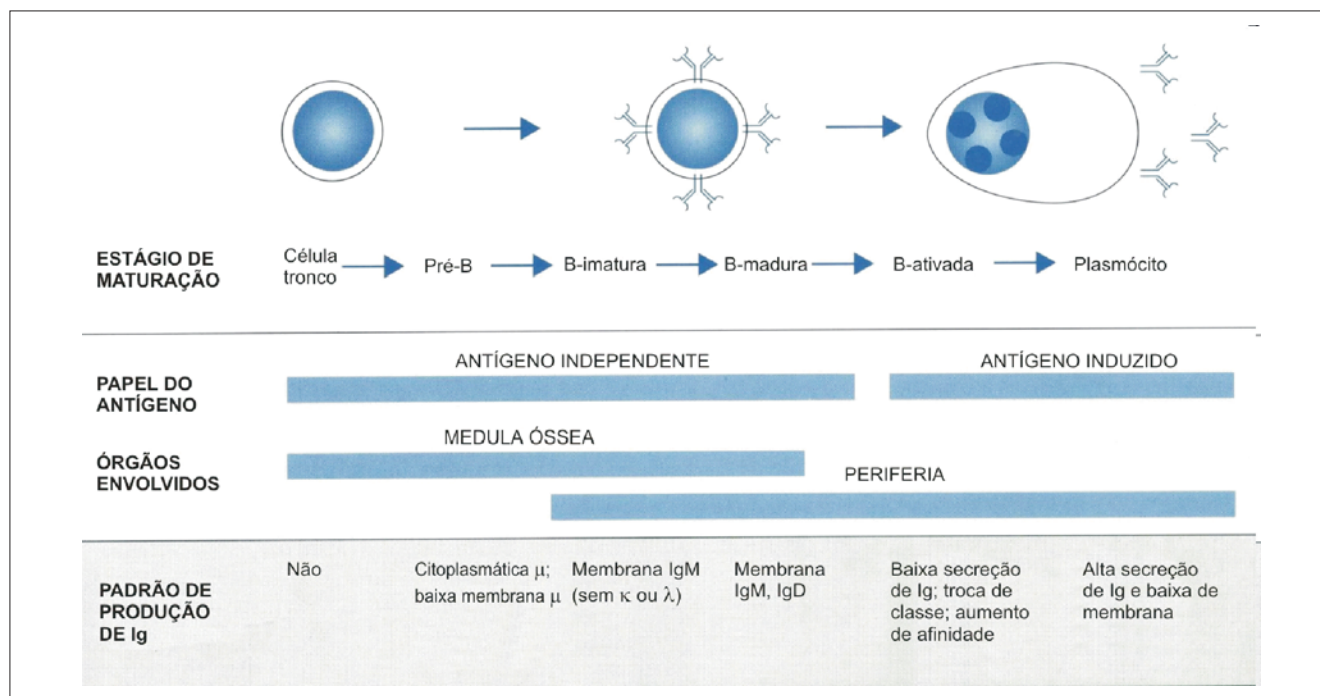 ESTÁGIO DE
MATURAÇÃO
Célula
tronco
Pré-B
B-imatura
B-madura
B-ativada
Plasmócito
PAPEL DO
ANTÍGENO
ANTÍGENO INDEPENDENTE
ANTÍGENO INDUZIDO
ÓRGÃOS
ENVOLVIDOS
MEDULA ÓSSEA
PERIFERIA
PADRÃO DE
PRODUÇÃO
DE Ig
Não
Citoplasmática μ;
baixa membrana μ
Membrana IgM
(sem κ ou λ)
Membrana
IgM, IgD
Baixa secreção
de Ig; troca de
classe; aumento
de afinidade
Alta secreção
de Ig e baixa de
membrana